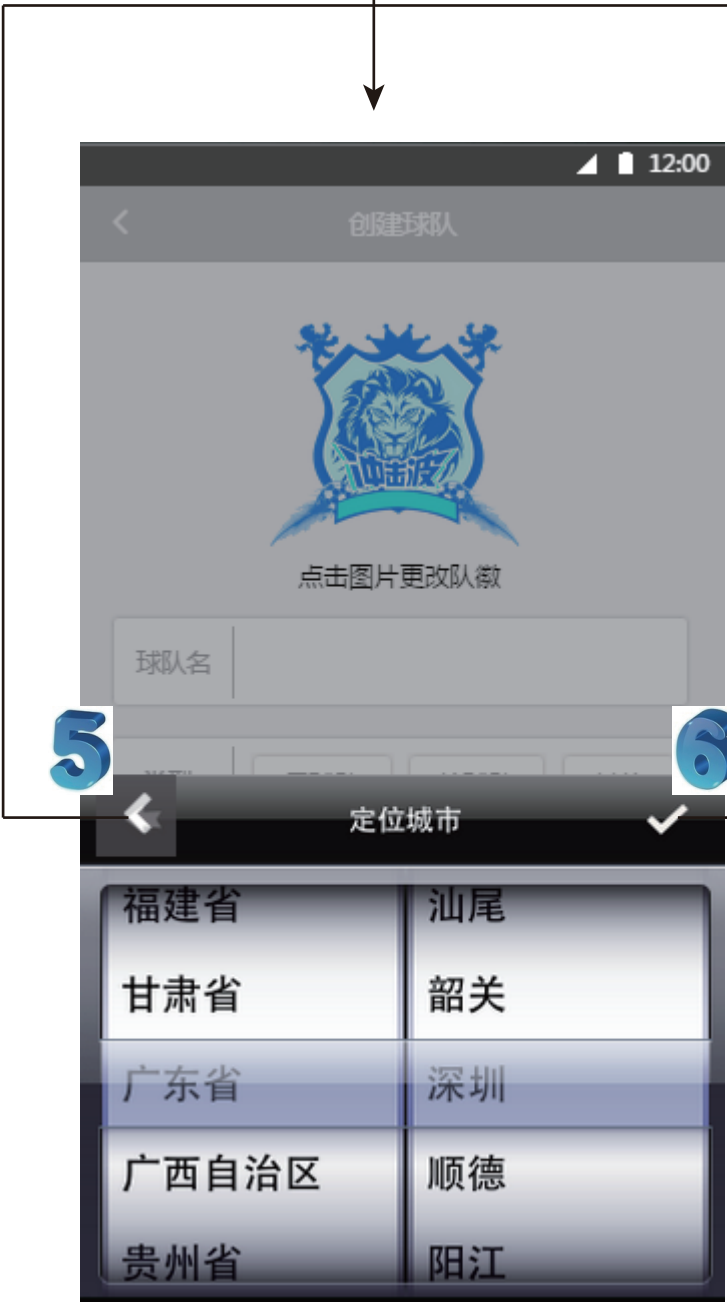 12:00
创建球队
冲击波
点击图片更改队徽
球队名
5
6
定位城市
福建省 汕尾
甘肃省 韶关
广东省 深圳
广西自治区 顺德
贵州省 阳江